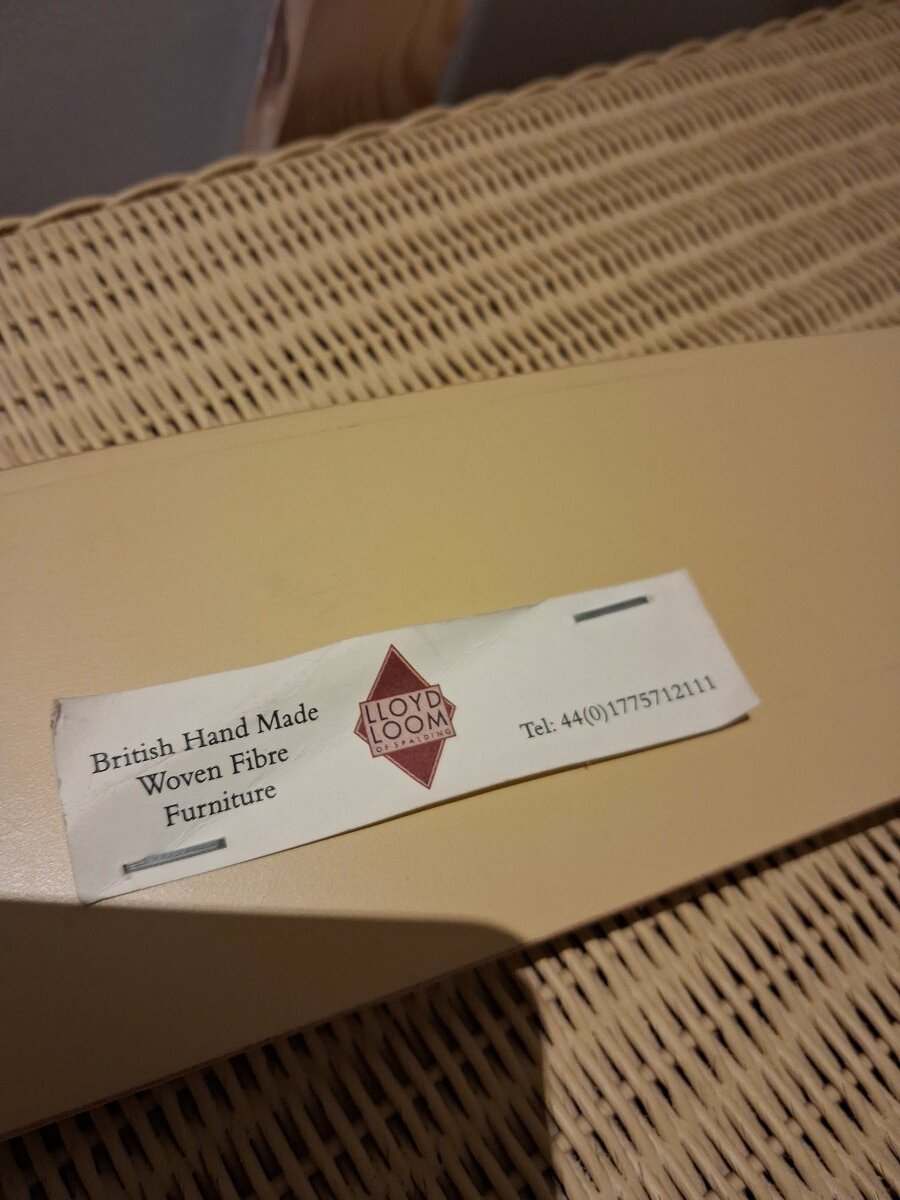 British Hand Made
Woven Fibre
Furniture
LLOYD
LOOM
OF SPALDING
Tel: 44(0)1775712111